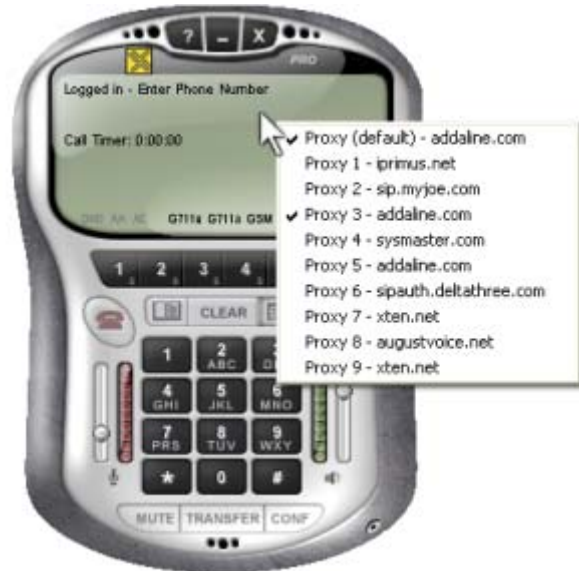 ? – X
PRO
Logged in - Enter Phone Number
Call Timer: 0:00:00
G711u G711a GSM
Proxy (default) - addaline.com
Proxy 1 - iprimus.net
Proxy 2 - sip.myjoe.com
Proxy 3 - addaline.com
Proxy 4 - sysmaster.com
Proxy 5 - addaline.com
Proxy 6 - sipauth.deltathree.com
Proxy 7 - xten.net
Proxy 8 - augustvoice.net
Proxy 9 - xten.net
1 2 3 4
CLEAR
1 2 ABC
4 GHI 5 JKL 6 MNO
7 PRS 8 TUV 9 WXY
* 0 #
MUTE TRANSFER CONF